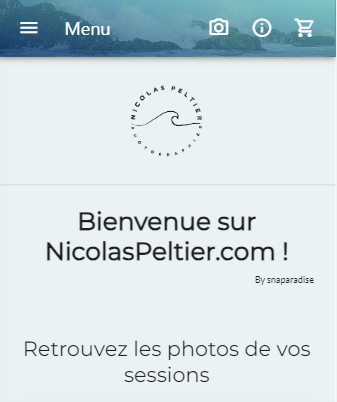 Menu
NICOLAS PELTIER
PHOTOGRAPHIE
Bienvenue sur
NicolasPeltier.com !
By snaparadise
Retrouvez les photos de vos
sessions